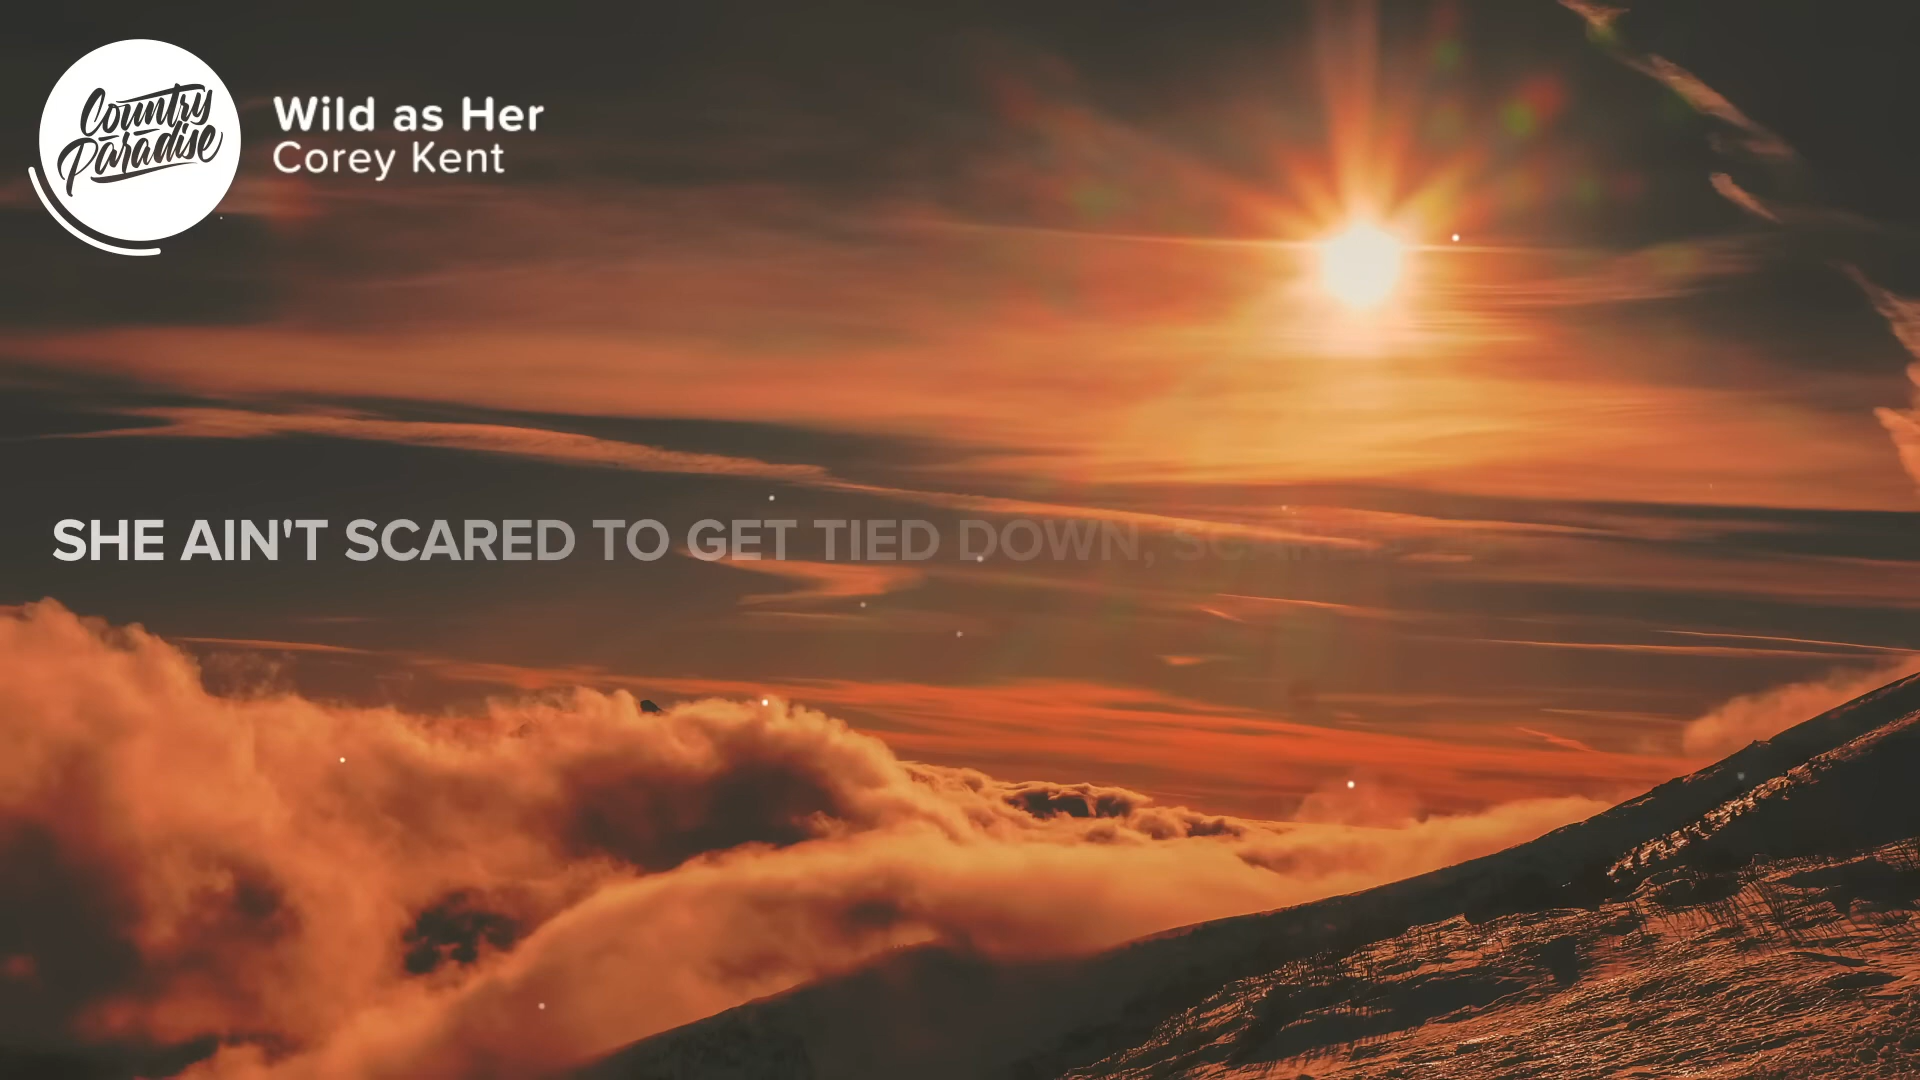 Country
Paradise
Wild as Her
Corey Kent
SHE AIN'T SCARED TO GET TIED DOWN,